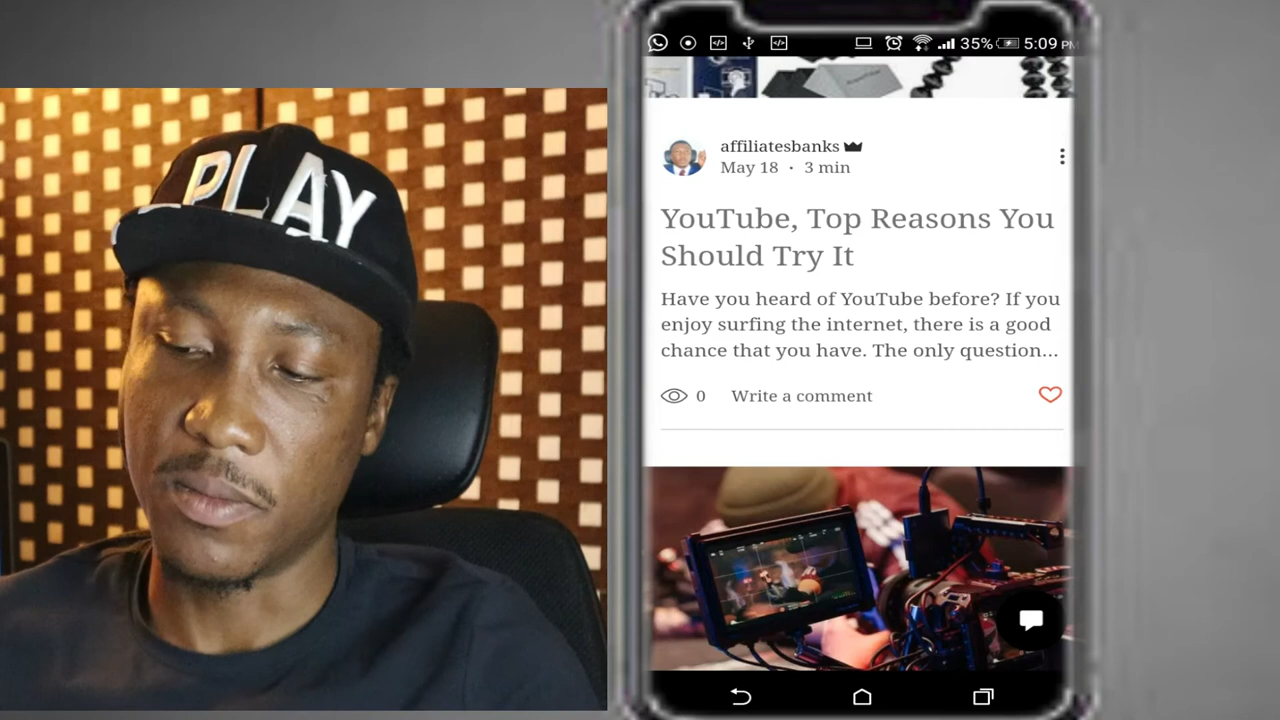 PLAY
35% 5:09 PM
affiliatesbanks
May 18 · 3 min
YouTube, Top Reasons You
Should Try It
Have you heard of YouTube before? If you
enjoy surfing the internet, there is a good
chance that you have. The only question...
0 Write a comment